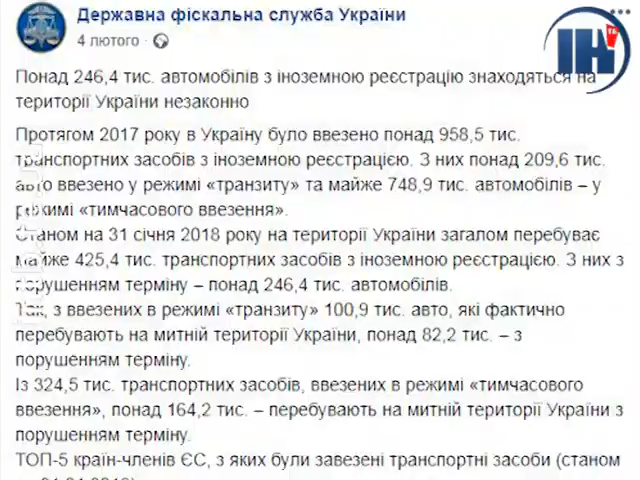 Державна фіскальна служба України
4 лютого ·
ІН ТБ
Понад 246,4 тис. автомобілів з іноземною реєстрацію знаходяться на
території України незаконно
Протягом 2017 року в Україну було ввезено понад 958,5 тис.
транспортних засобів з іноземною реєстрацією. З них понад 209,6 тис.
авто ввезено у режимі «транзиту» та майже 748,9 тис. автомобілів – у
режимі «тимчасового ввезення».
Станом на 31 січня 2018 року на території України загалом перебуває
майже 425,4 тис. транспортних засобів з іноземною реєстрацією. З них з
порушенням терміну – понад 246,4 тис. автомобілів.
Так, з ввезених в режимі «транзиту» 100,9 тис. авто, які фактично
перебувають на митній території України, понад 82,2 тис. – з
порушенням терміну.
Із 324,5 тис. транспортних засобів, ввезених в режимі «тимчасового
ввезення», понад 164,2 тис. – перебувають на митній території України з
порушенням терміну.
ТОП-5 країн-членів ЄС, з яких були завезені транспортні засоби (станом